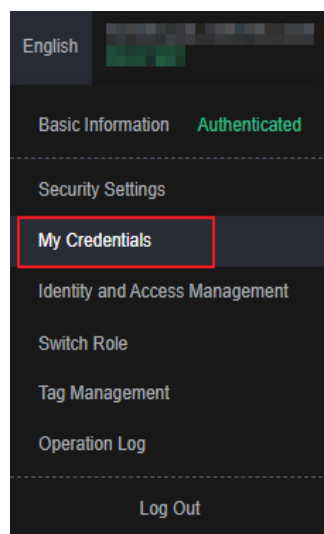 English
Basic Information Authenticated
Security Settings
My Credentials
Identity and Access Management
Switch Role
Tag Management
Operation Log
Log Out